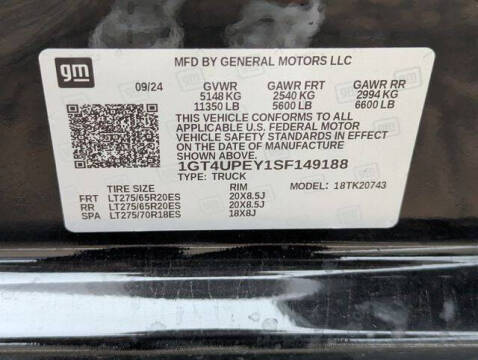 gm
MFD BY GENERAL MOTORS LLC
09/24 GVWR GAWR FRT GAWR RR
5148 KG 2540 KG 2994 KG
11350 LB 5600 LB 6600 LB
THIS VEHICLE CONFORMS TO ALL
APPLICABLE U.S. FEDERAL MOTOR
VEHICLE SAFETY STANDARDS IN EFFECT
ON THE DATE OF MANUFACTURE SHOWN ABOVE.
1GT4UPEY1SF149188
TYPE: TRUCK
TIRE SIZE RIM MODEL: 18TK20743
FRT LT275/65R20ES 20X8.5J
RR LT275/65R20ES 20X8.5J
SPA LT275/70R18ES 18X8J